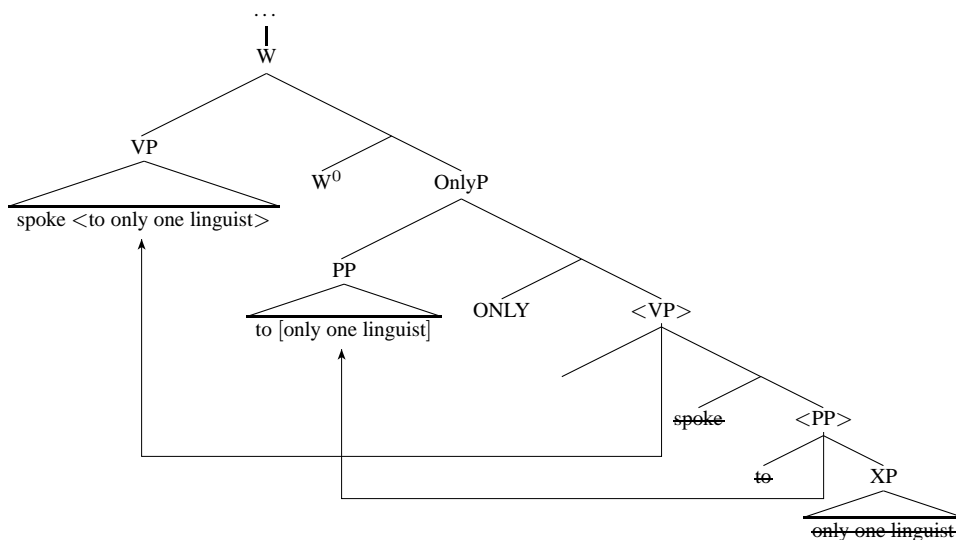 ...
W
VP
W⁰
OnlyP
spoke <to only one linguist>
PP
ONLY
<VP>
to [only one linguist]
spoke
<PP>
to
XP
only one linguist